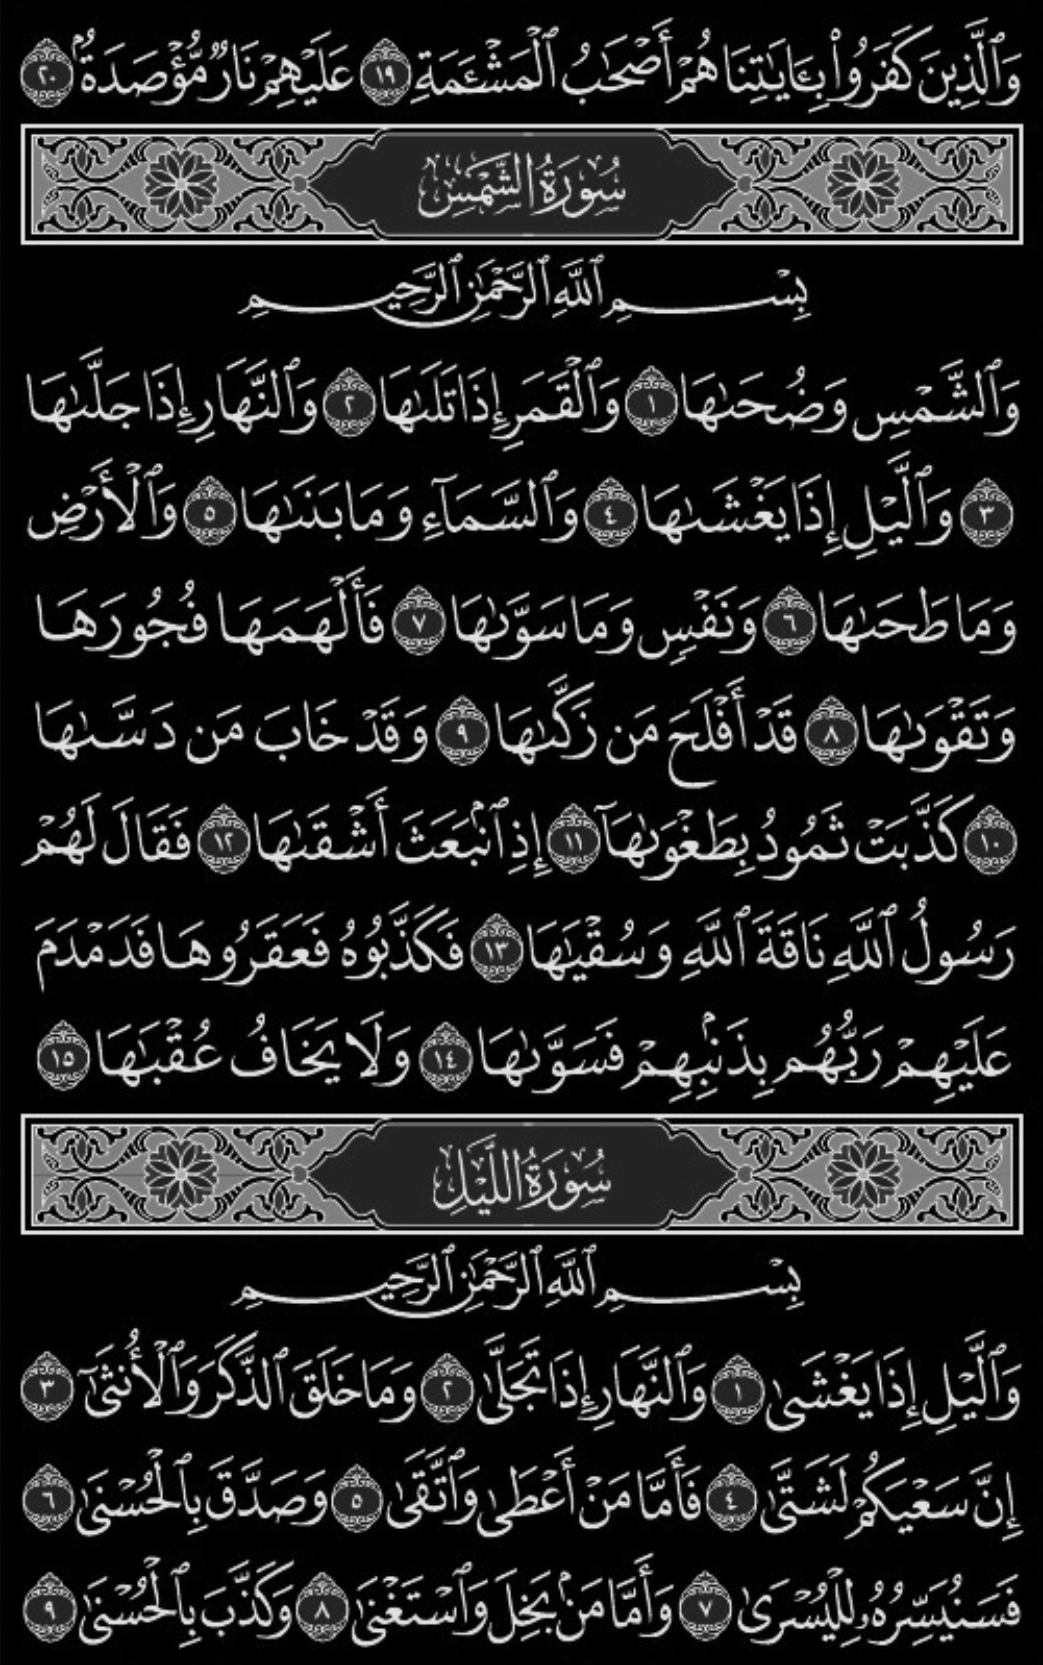 وَٱلَّذِينَ كَفَرُوا۟ بِـَٔايَٰتِنَا هُمْ أَصْحَٰبُ ٱلْمَشْـَٔمَةِ ١٩ عَلَيْهِمْ نَارٌ مُّؤْصَدَةٌۢ ٢٠
سُورَةُ الشَّمْسِ
بِسْمِ ٱللَّهِ ٱلرَّحْمَٰنِ ٱلرَّحِيمِ
وَٱلشَّمْسِ وَضُحَىٰهَا ١ وَٱلْقَمَرِ إِذَا تَلَىٰهَا ٢ وَٱلنَّهَارِ إِذَا جَلَّىٰهَا
٣ وَٱلَّيْلِ إِذَا يَغْشَىٰهَا ٤ وَٱلسَّمَآءِ وَمَا بَنَىٰهَا ٥ وَٱلْأَرْضِ
وَمَا طَحَىٰهَا ٦ وَنَفْسٍ وَمَا سَوَّىٰهَا ٧ فَأَلْهَمَهَا فُجُورَهَا
وَتَقْوَىٰهَا ٨ قَدْ أَفْلَحَ مَن زَكَّىٰهَا ٩ وَقَدْ خَابَ مَن دَسَّىٰهَا
١٠ كَذَّبَتْ ثَمُودُ بِطَغْوَىٰهَآ ١١ إِذِ ٱنۢبَعَثَ أَشْقَىٰهَا ١٢ فَقَالَ لَهُمْ
رَسُولُ ٱللَّهِ نَاقَةَ ٱللَّهِ وَسُقْيَٰهَا ١٣ فَكَذَّبُوهُ فَعَقَرُوهَا فَدَمْدَمَ
عَلَيْهِمْ رَبُّهُم بِذَنۢبِهِمْ فَسَوَّىٰهَا ١٤ وَلَا يَخَافُ عُقْبَٰهَا ١٥
سُورَةُ اللَّيْلِ
بِسْمِ ٱللَّهِ ٱلرَّحْمَٰنِ ٱلرَّحِيمِ
وَٱلَّيْلِ إِذَا يَغْشَىٰ ١ وَٱلنَّهَارِ إِذَا تَجَلَّىٰ ٢ وَمَا خَلَقَ ٱلذَّكَرَ وَٱلْأُنثَىٰٓ ٣
إِنَّ سَعْيَكُمْ لَشَتَّىٰ ٤ فَأَمَّا مَنْ أَعْطَىٰ وَٱتَّقَىٰ ٥ وَصَدَّقَ بِٱلْحُسْنَىٰ ٦
فَسَنُيَسِّرُهُۥ لِلْيُسْرَىٰ ٧ وَأَمَّا مَنۢ بَخِلَ وَٱسْتَغْنَىٰ ٨ وَكَذَّبَ بِٱلْحُسْنَىٰ ٩